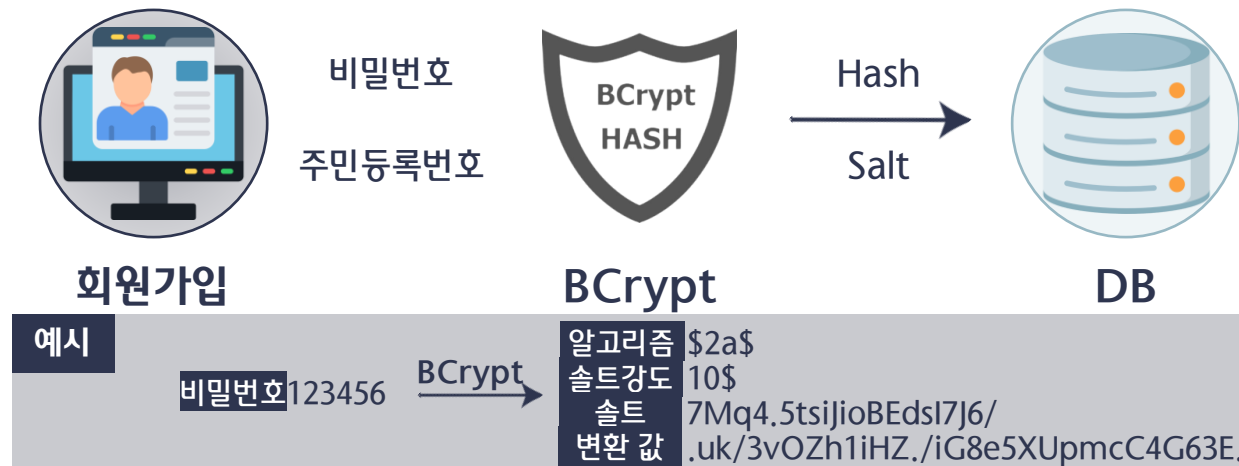 비밀번호
주민등록번호
BCrypt
HASH
Hash
Salt
회원가입
BCrypt
DB
예시
비밀번호123456
BCrypt
알고리즘 $2a$
솔트강도 10$
솔트 7Mq4.5tsiJioBEdsI7J6/
변환 값 .uk/3vOZh1iHZ./iG8e5XUpmcC4G63E.